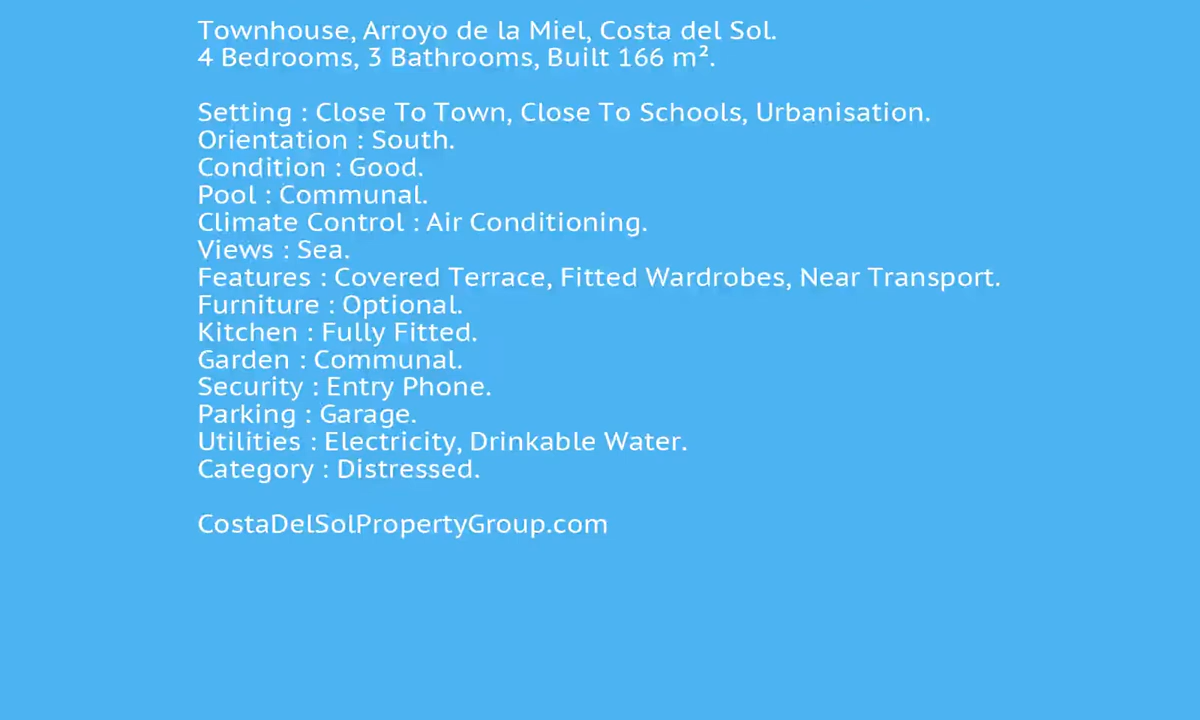 Townhouse, Arroyo de la Miel, Costa del Sol.
4 Bedrooms, 3 Bathrooms, Built 166 m².
Setting : Close To Town, Close To Schools, Urbanisation.
Orientation : South.
Condition : Good.
Pool : Communal.
Climate Control : Air Conditioning.
Views : Sea.
Features : Covered Terrace, Fitted Wardrobes, Near Transport.
Furniture : Optional.
Kitchen : Fully Fitted.
Garden : Communal.
Security : Entry Phone.
Parking : Garage.
Utilities : Electricity, Drinkable Water.
Category : Distressed.
CostaDelSolPropertyGroup.com